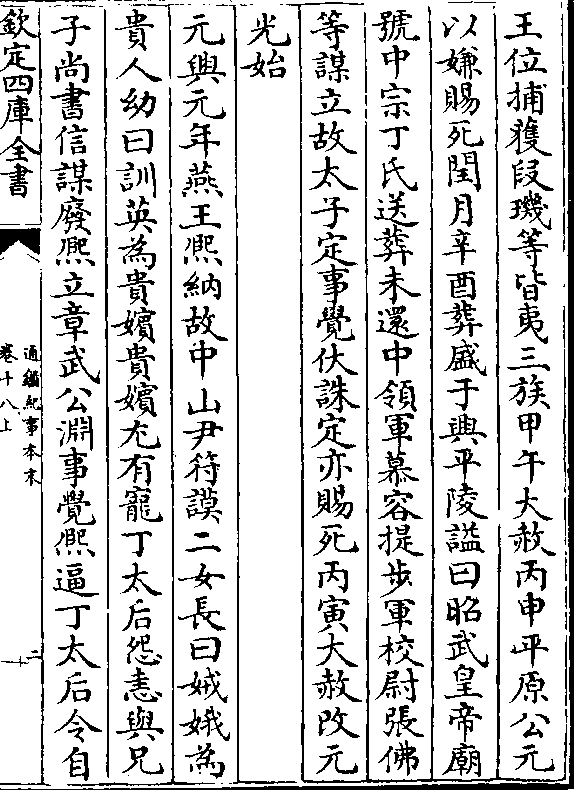 王位捕獲段璣等皆夷三族甲午大赦丙申平原公元
以嫌賜死閏月辛酉葬盛于興平陵諡曰昭武皇帝廟
號中宗丁氏送葬未還中領軍慕容提步軍校尉張佛
等謀立故太子定事覺伏誅定亦賜死丙寅大赦改元
光始
元興元年燕王熈納故中山尹符謨二女長曰娀娥為
貴人幼曰訓英為貴嬪貴嬪尤有寵丁太后怨恚與兄
子尚書信謀廢熈立章武公淵事覺熈逼丁太后令自
欽定四庫全書
通鑑紀事本末
卷十八上
二